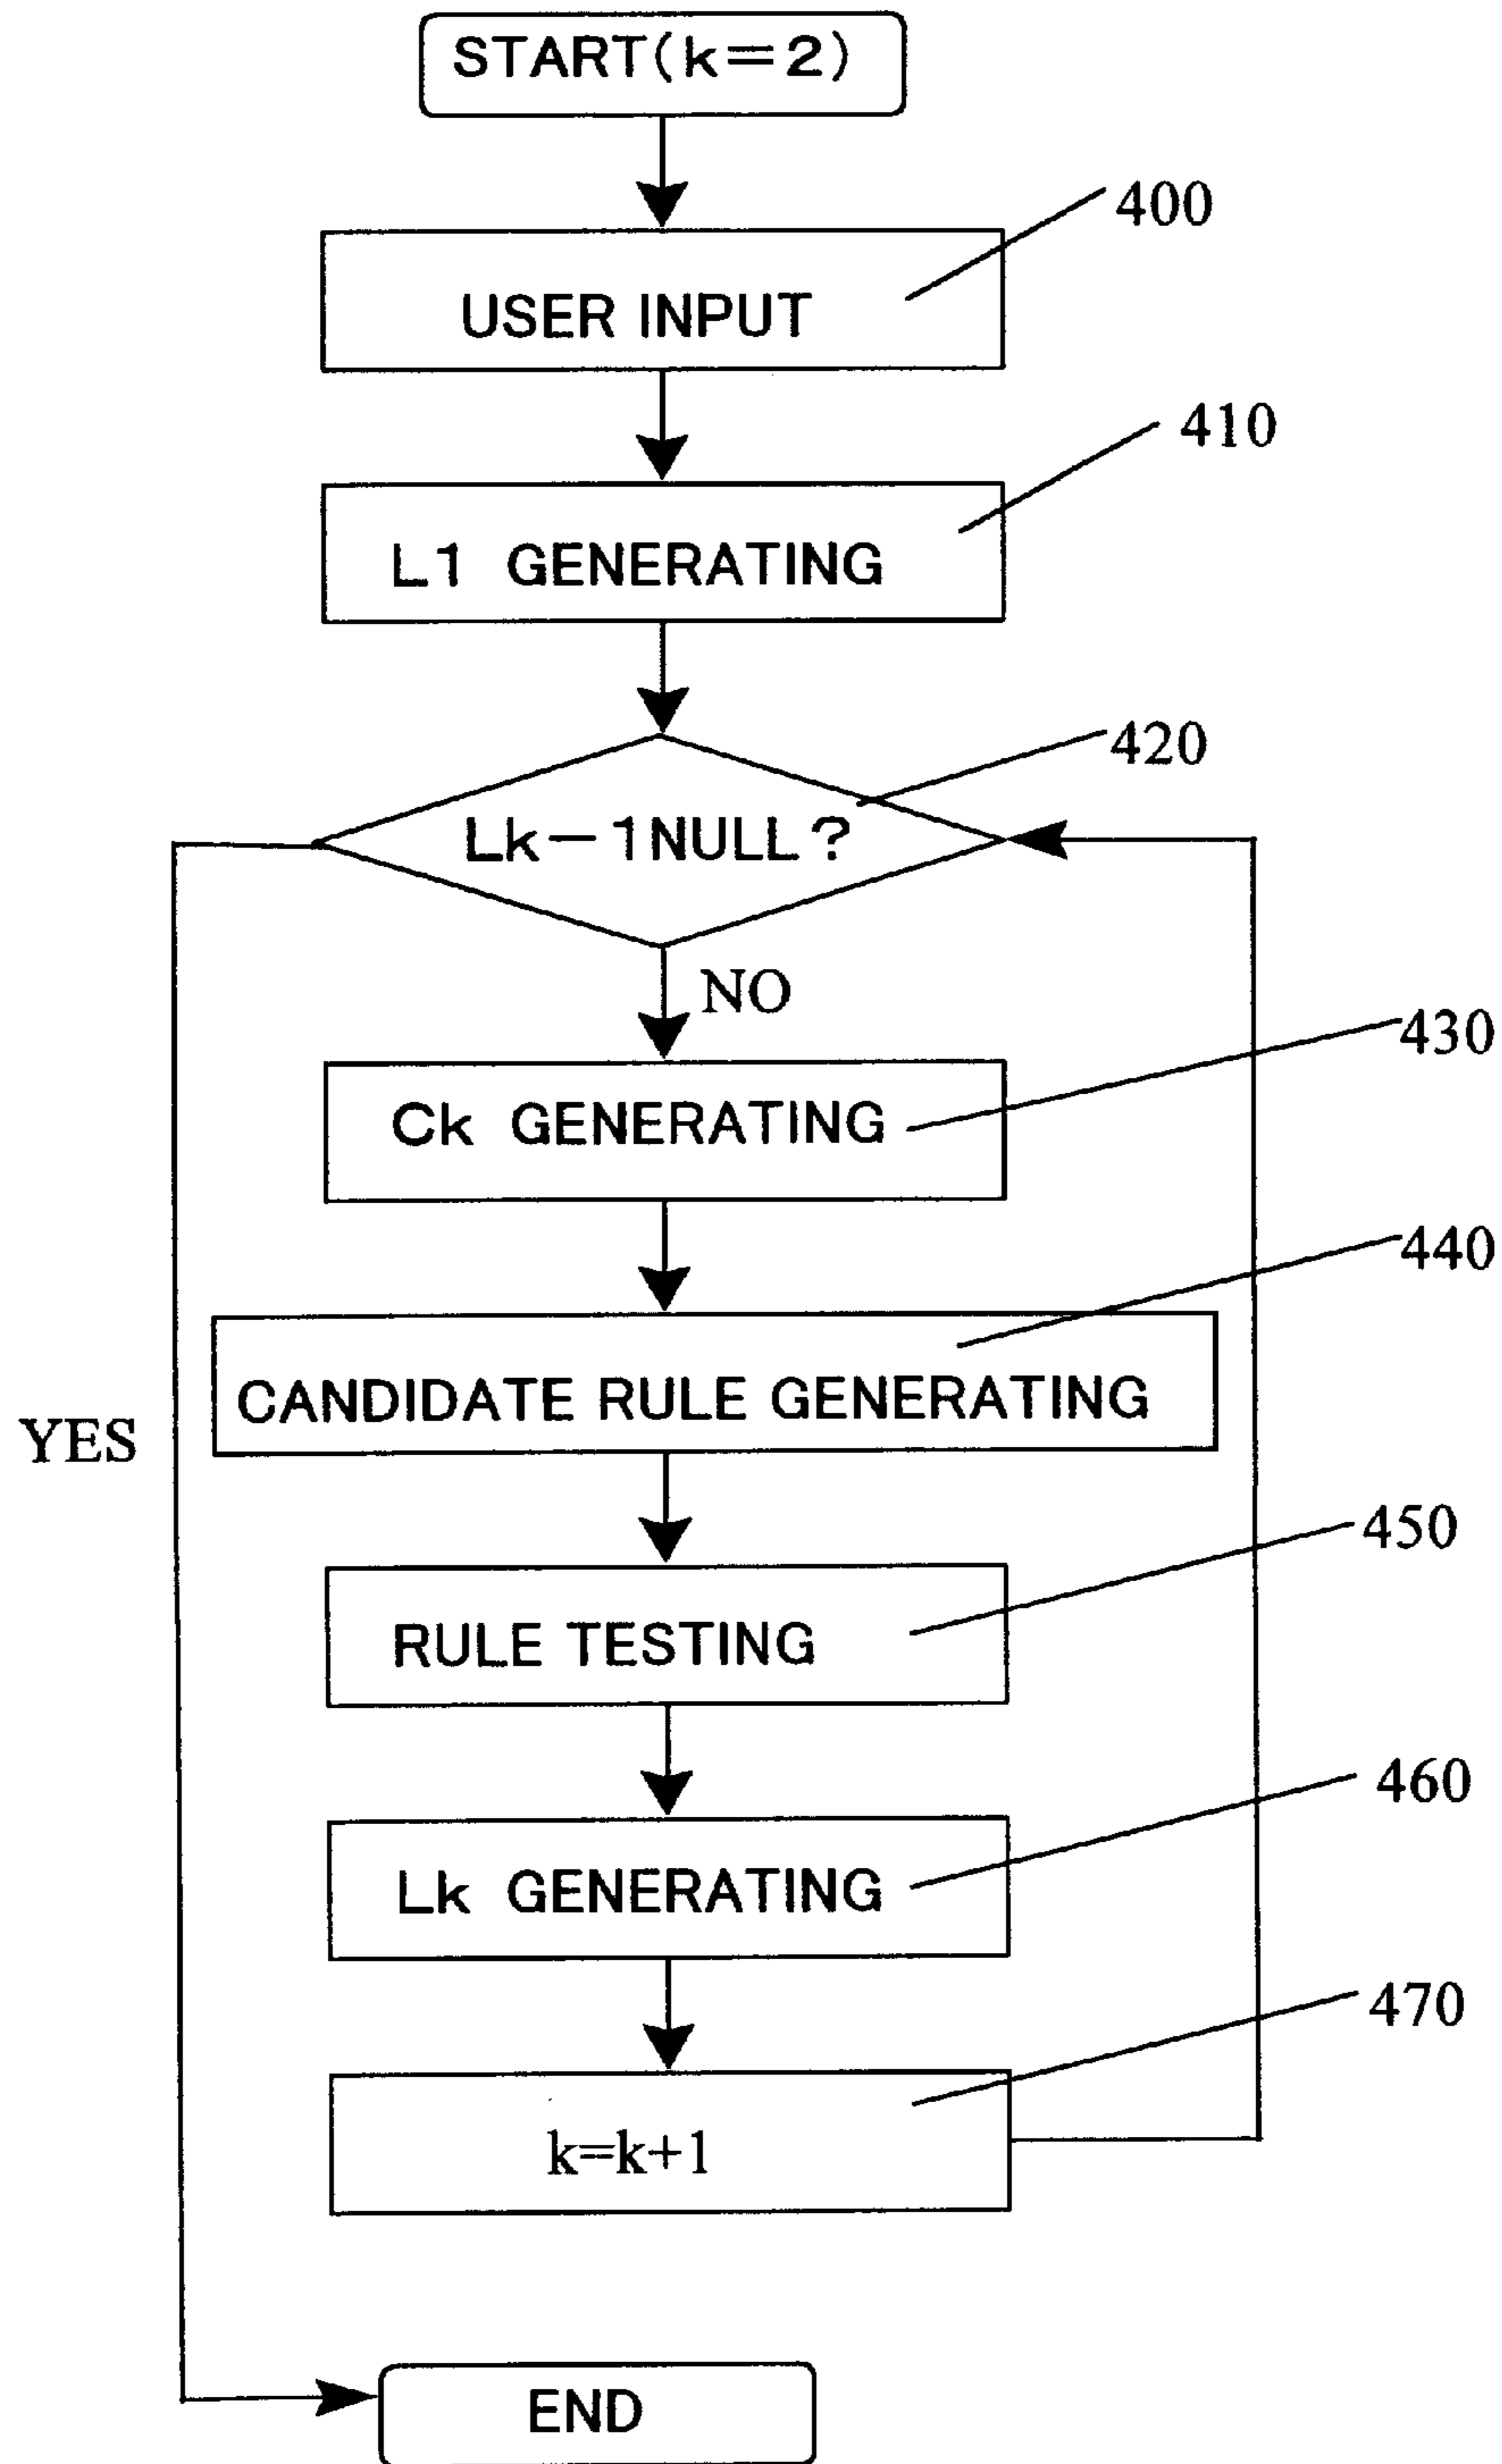 START(k=2)
400
USER INPUT
410
L1 GENERATING
420
Lk-1NULL?
NO
430
Ck GENERATING
440
CANDIDATE RULE GENERATING
YES
450
RULE TESTING
460
Lk GENERATING
470
k=k+1
END